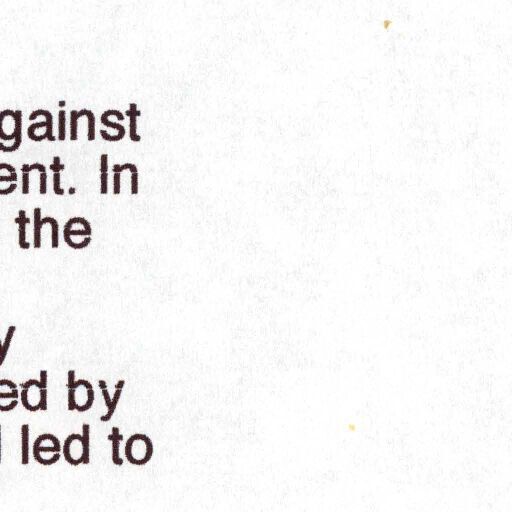 gainst
ent. In
the
y
ed by
led to